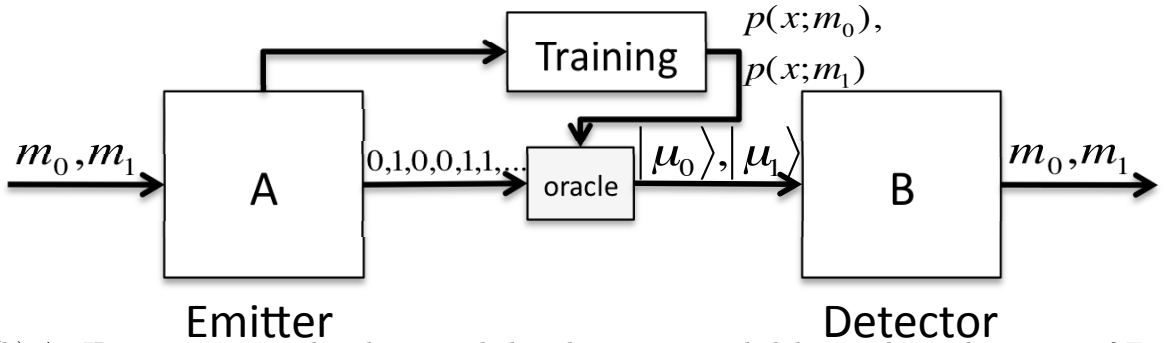 Training
p(x;m₀),
p(x;m₁)
m₀,m₁
A
0,1,0,0,1,1,...
oracle
|μ₀⟩,|μ₁⟩
B
m₀,m₁
Emitter
Detector